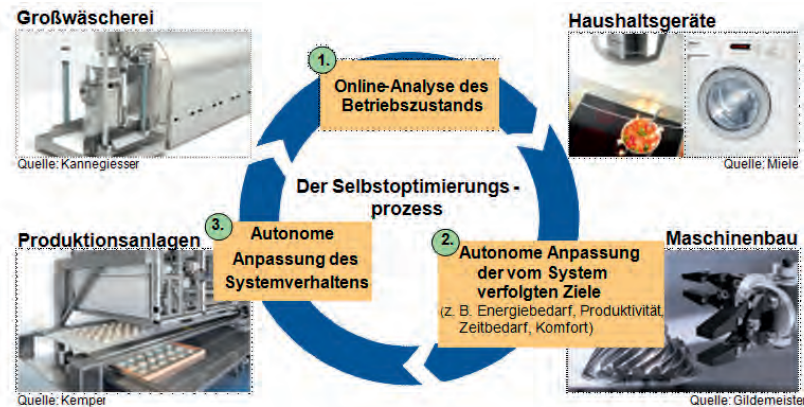 Großwäscherei
Quelle: Kannegiesser
Haushaltsgeräte
Quelle: Miele
1.
Online-Analyse des
Betriebszustands
Der Selbstoptimierungs -
prozess
2.
Autonome Anpassung
der vom System
verfolgten Ziele
(z. B. Energiebedarf, Produktivität,
Zeitbedarf, Komfort)
3.
Autonome
Anpassung des
Systemverhaltens
Produktionsanlagen
Quelle: Kemper
Maschinenbau
Quelle: Gildemeister